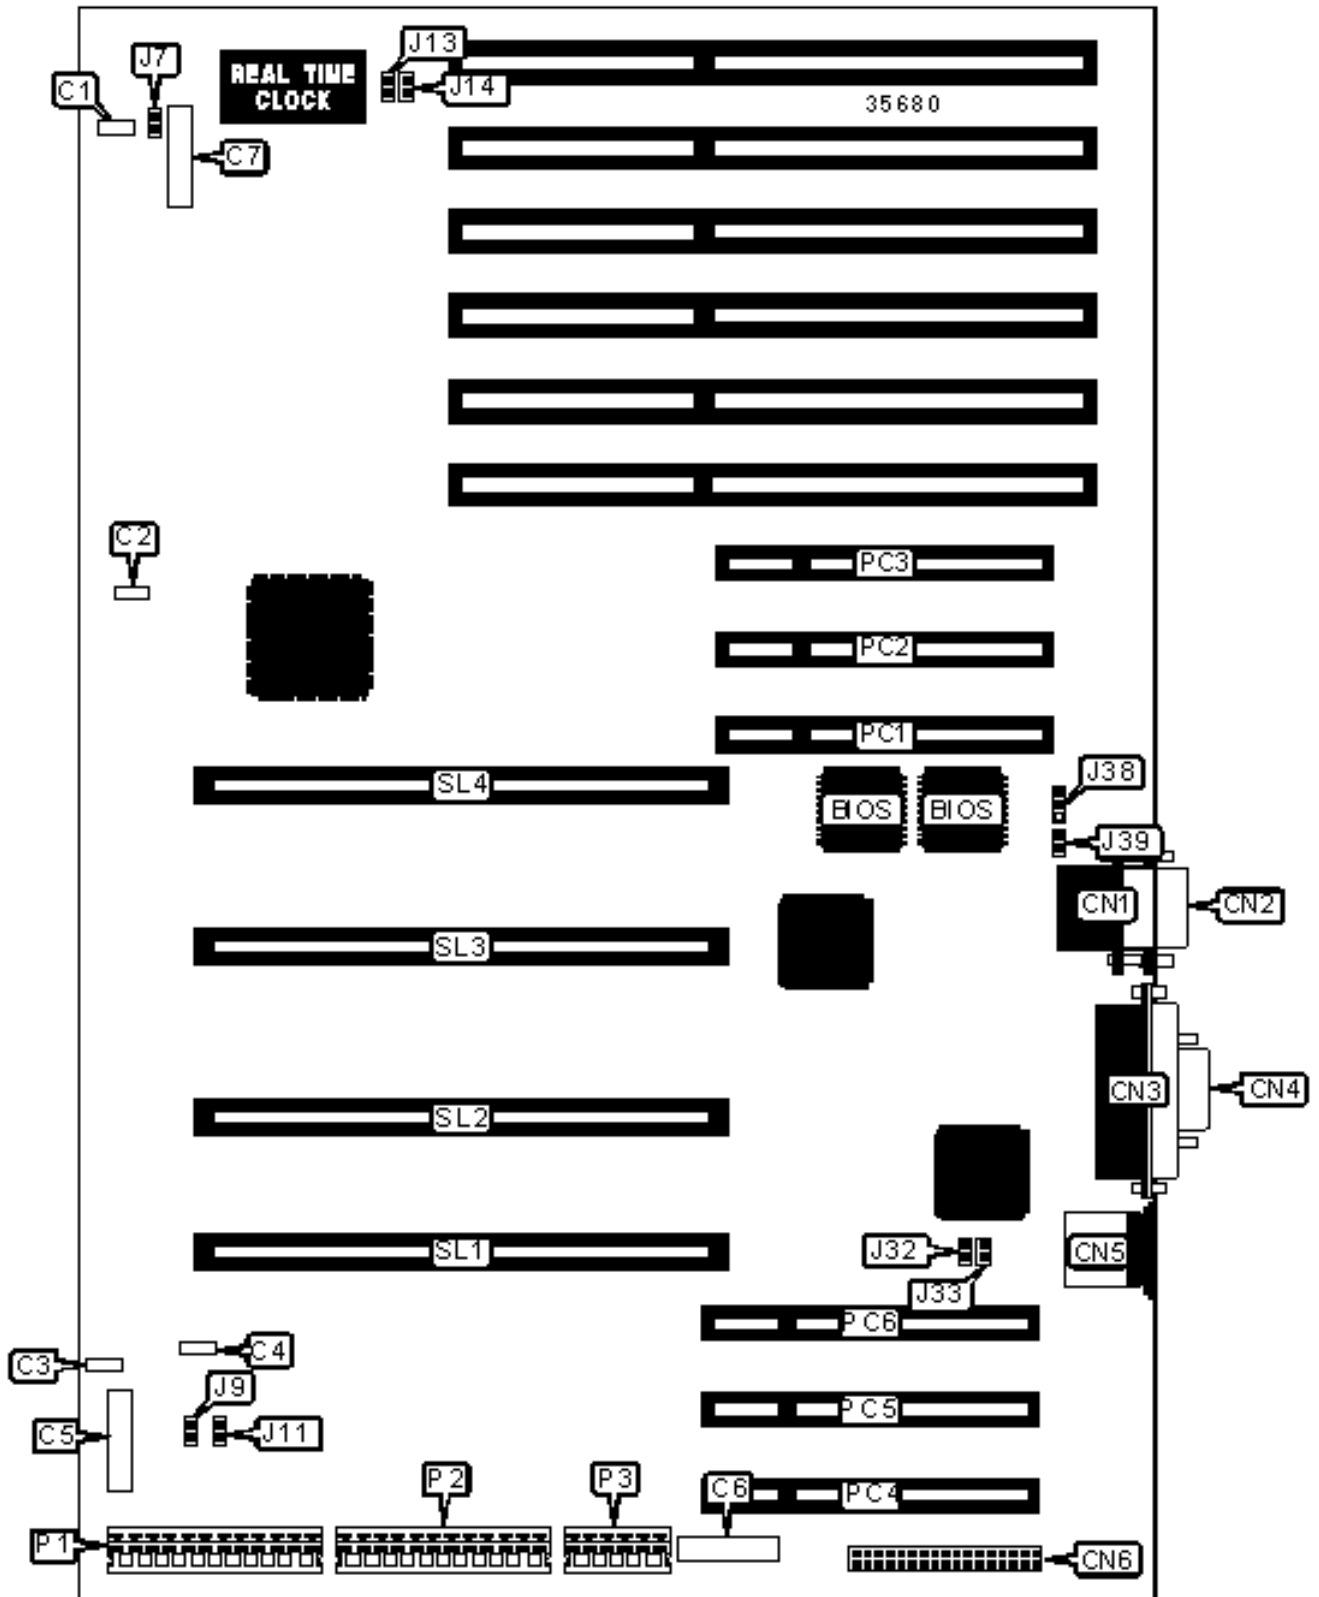 J13
J7
REAL TIME
CLOCK
C1
J14
35680
C7
C2
PC3
PC2
PC1
J38
SL4
BIOS
BIOS
J39
CN1
CN2
SL3
CN3
CN4
SL2
SL1
J32
CN5
J33
PC6
C4
C3
J9
PC5
C5
J11
P2
P3
C6
PC4
P1
CN6